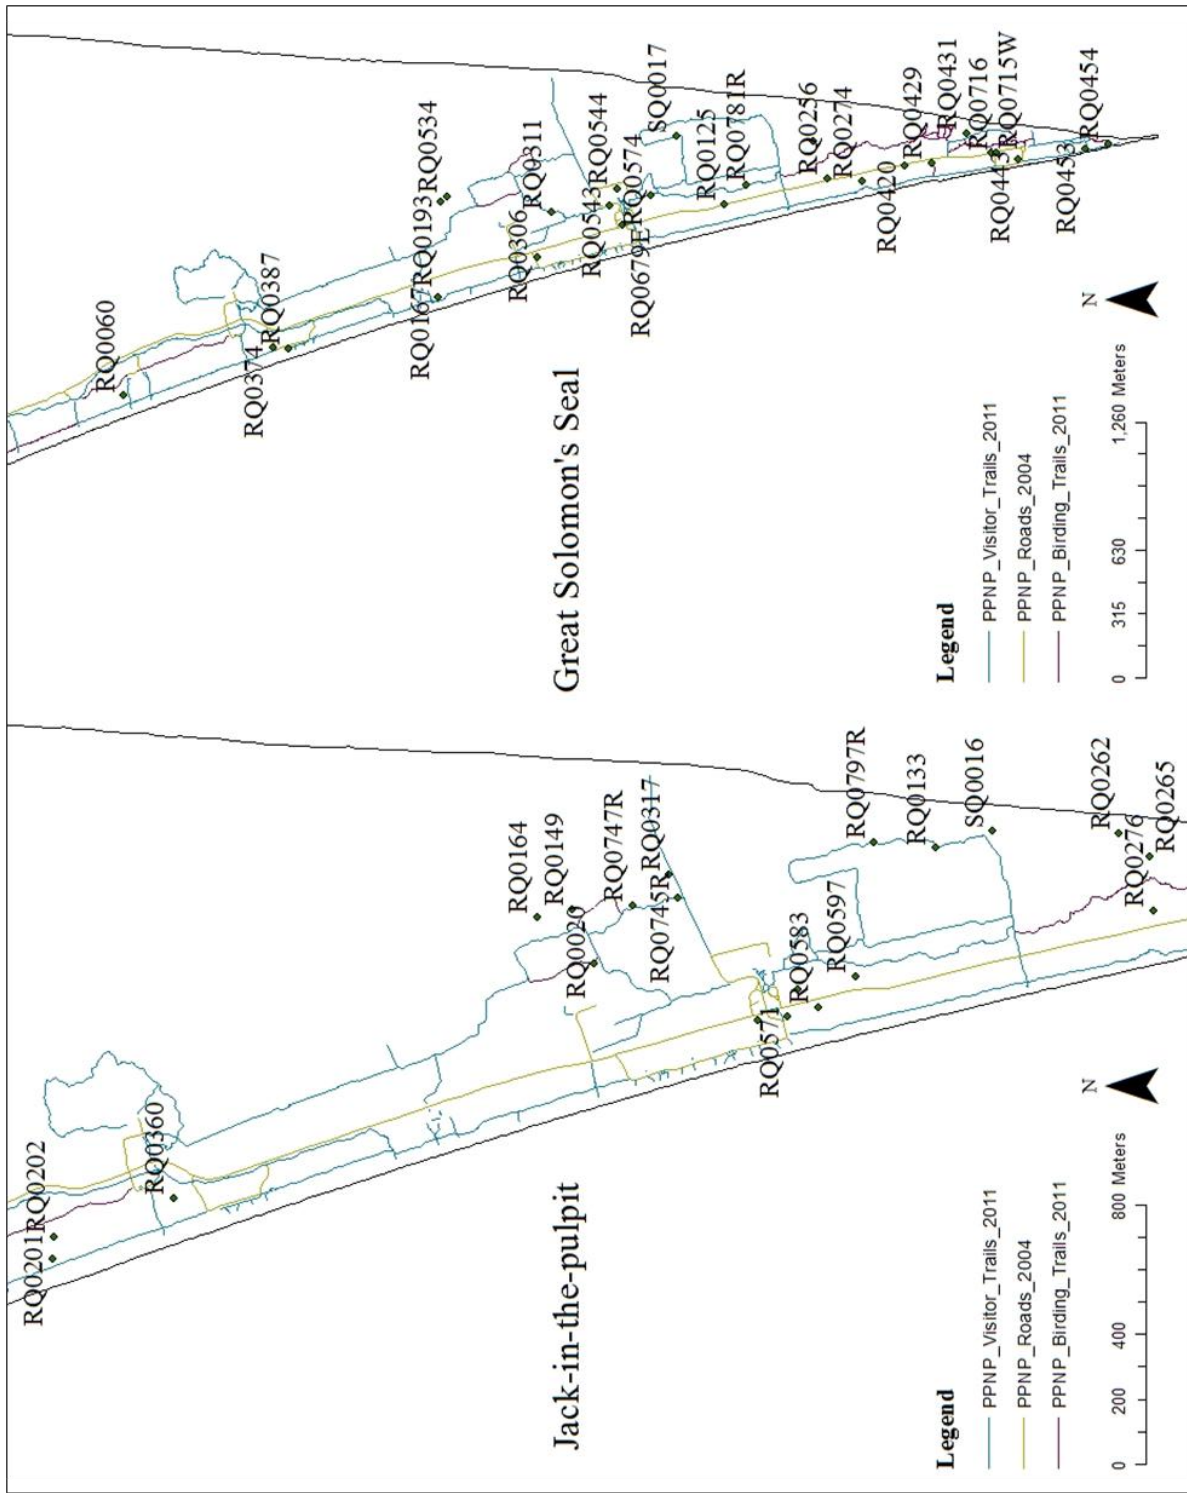 Jack-in-the-pulpit
RQ0201
RQ0202
RQ0360
RQ0164
RQ0149
RQ0020
RQ0747R
RQ0745R
RQ0317
RQ0571
RQ0583
RQ0597
RQ0797R
RQ0133
SQ0016
RQ0262
RQ0276
RQ0265
Legend
PPNP_Visitor_Trails_2011
PPNP_Roads_2004
PPNP_Birding_Trails_2011
0 200 400 800 Meters
N
Great Solomon's Seal
RQ0060
RQ0374
RQ0387
RQ0167
RQ0193
RQ0534
RQ0306
RQ0311
RQ0543
RQ0544
RQ0679E
RQ0574
SQ0017
RQ0125
RQ0781R
RQ0256
RQ0274
RQ0420
RQ0429
RQ0431
RQ0716
RQ0443
RQ0715W
RQ0453
RQ0454
Legend
PPNP_Visitor_Trails_2011
PPNP_Roads_2004
PPNP_Birding_Trails_2011
0 315 630 1,260 Meters
N